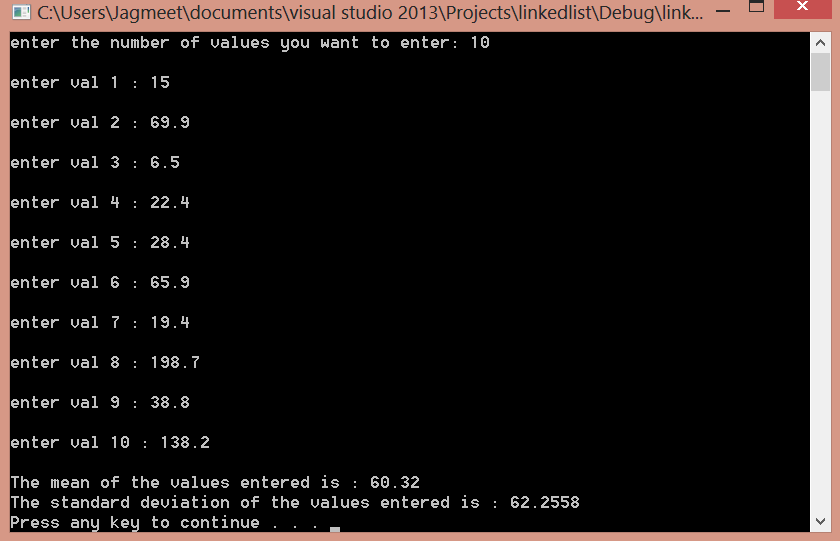 C:\Users\Jagmeet\documents\visual studio 2013\Projects\linkedlist\Debug\link...
enter the number of values you want to enter: 10
enter val 1 : 15
enter val 2 : 69.9
enter val 3 : 6.5
enter val 4 : 22.4
enter val 5 : 28.4
enter val 6 : 65.9
enter val 7 : 19.4
enter val 8 : 198.7
enter val 9 : 38.8
enter val 10 : 138.2
The mean of the values entered is : 60.32
The standard deviation of the values entered is : 62.2558
Press any key to continue . . .